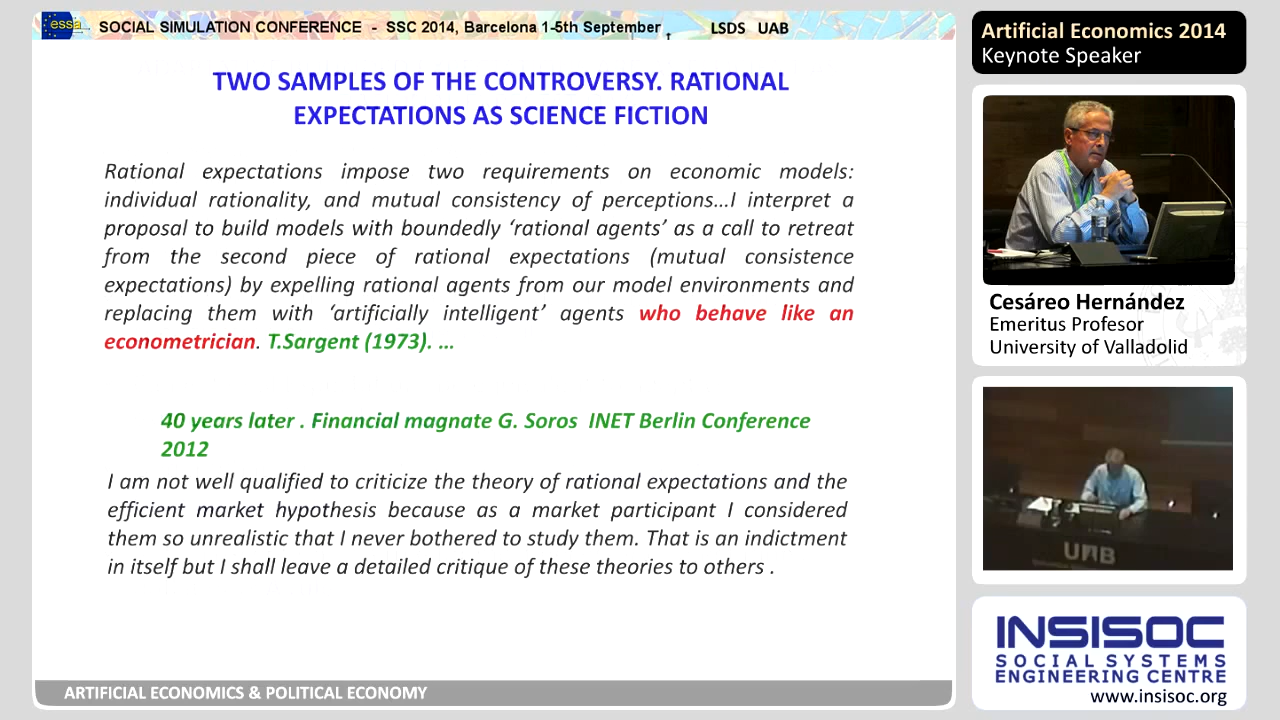 essa
SOCIAL SIMULATION CONFERENCE - SSC 2014, Barcelona 1-5th September , LSDS UAB
TWO SAMPLES OF THE CONTROVERSY. RATIONAL
EXPECTATIONS AS SCIENCE FICTION
Rational expectations impose two requirements on economic models:
individual rationality, and mutual consistency of perceptions...I interpret a
proposal to build models with boundedly ‘rational agents’ as a call to retreat
from the second piece of rational expectations (mutual consistence
expectations) by expelling rational agents from our model environments and
replacing them with ‘artificially intelligent’ agents who behave like an
econometrician. T.Sargent (1973). ...
40 years later . Financial magnate G. Soros INET Berlin Conference
2012
I am not well qualified to criticize the theory of rational expectations and the
efficient market hypothesis because as a market participant I considered
them so unrealistic that I never bothered to study them. That is an indictment
in itself but I shall leave a detailed critique of these theories to others .
ARTIFICIAL ECONOMICS & POLITICAL ECONOMY
Artificial Economics 2014
Keynote Speaker
Cesáreo Hernández
Emeritus Profesor
University of Valladolid
UAB
INSISOC
SOCIAL SYSTEMS
ENGINEERING CENTRE
www.insisoc.org